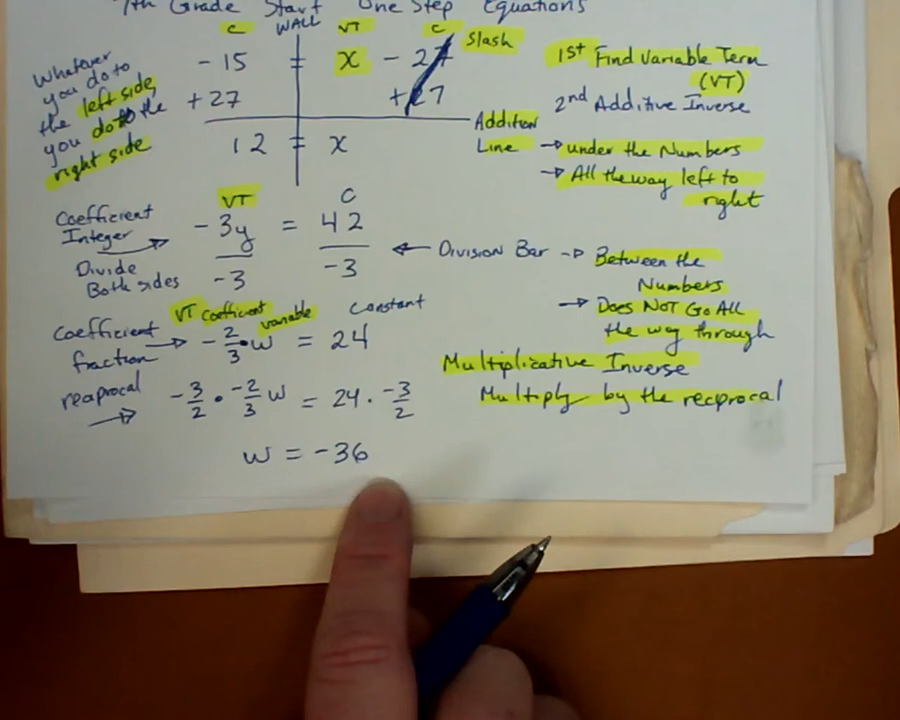 7th Grade Start One Step Equations
C WALL VT C Slash
- 15 = x - 27
+ 27 + 27
12 = x
Whatever
you do to
the left side,
you do to the
right side
1st Find Variable Term
(VT)
2nd Additive Inverse
Addition
Line → under the Numbers
→ All the way left to
right
VT C
Coefficient
Integer
Divide
Both sides
-3y = 42
-3 -3
← Division Bar → Between the
Numbers
→ Does NOT Go All
the way through
VT Coefficient variable Constant
Coefficient
fraction → - 2/3 • w = 24
Multiplicative Inverse
Multiply by the recprocal
reaprocal → - 3/2 • -2/3 w = 24 • -3/2
w = -36